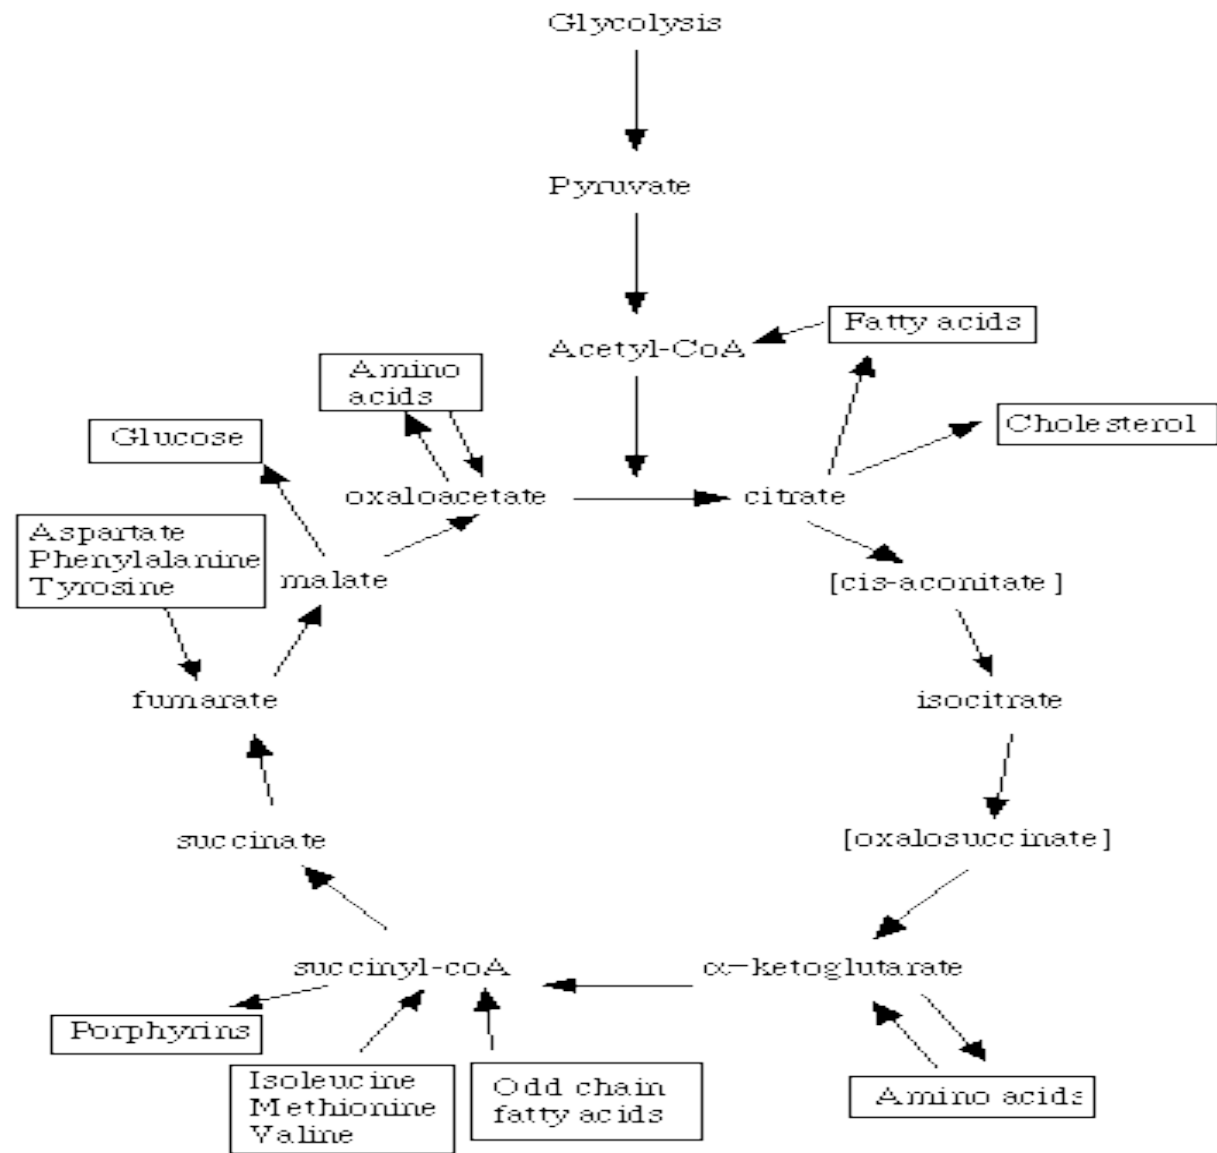 Glycolysis
Pyruvate
Acetyl-CoA
Fatty acids
Amino
acids
Cholesterol
Glucose
oxaloacetate
citrate
Aspartate
Phenylalanine
Tyrosine
malate
[cis-aconitate]
fumarate
isocitrate
succinate
[oxalosuccinate]
succinyl-coA
α-ketoglutarate
Porphyrins
Isoleucine
Methionine
Valine
Odd chain
fatty acids
Amino acids